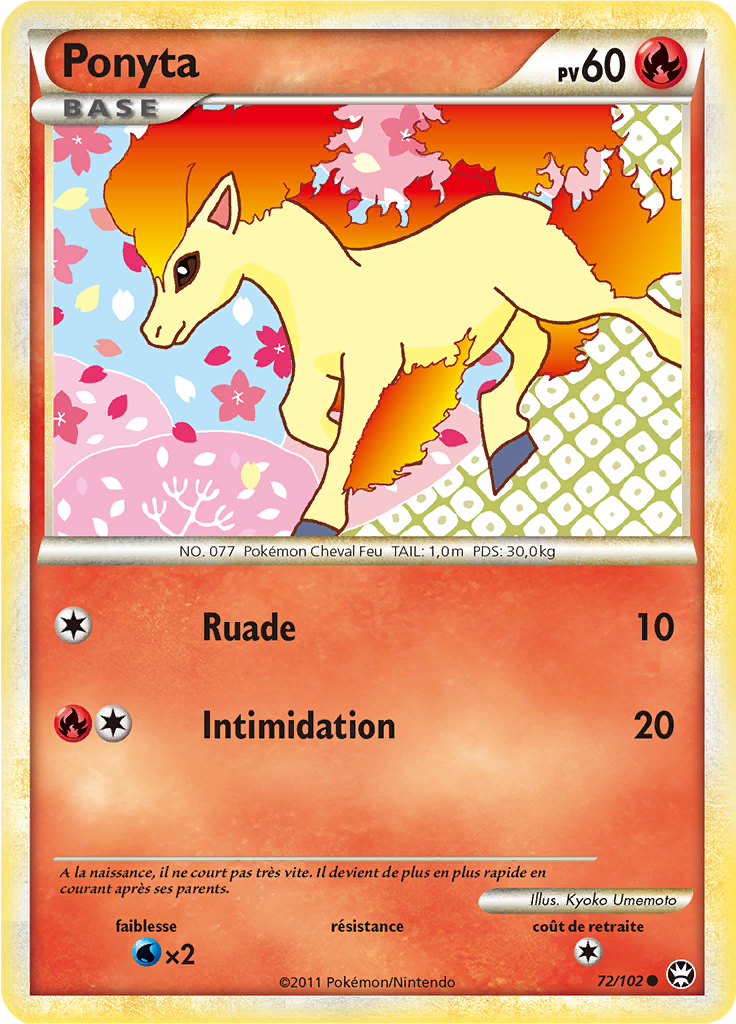 Ponyta
PV60
BASE
NO. 077 Pokémon Cheval Feu TAIL: 1,0m PDS: 30,0kg
Ruade 10
Intimidation 20
A la naissance, il ne court pas très vite. Il devient de plus en plus rapide en
courant après ses parents.
Illus. Kyoko Umemoto
faiblesse résistance coût de retraite
×2
©2011 Pokémon/Nintendo 72/102